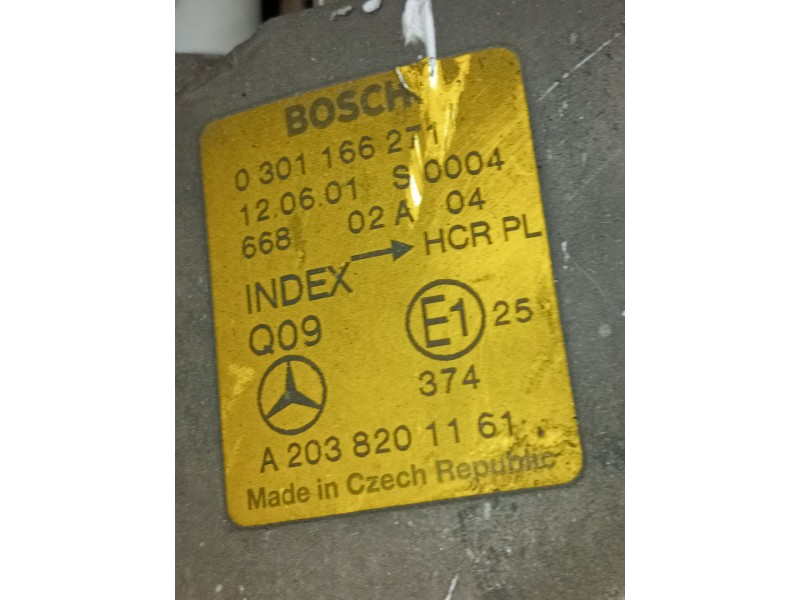 BOSCH
0 301 166 271
12.06.01 S 0004
668 02 A 04
INDEX → HCR PL
Q09 E1 25
374
A 203 820 11 61
Made in Czech Republic